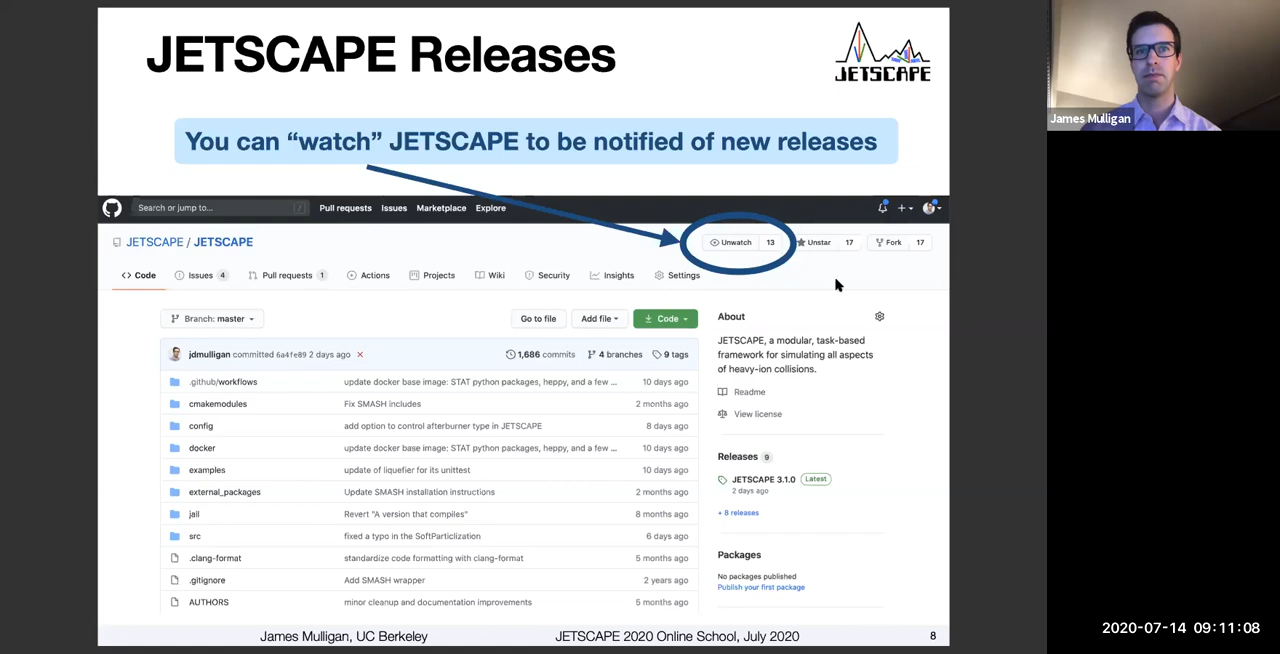 JETSCAPE Releases
JETSCAPE
You can “watch” JETSCAPE to be notified of new releases
Search or jump to... / Pull requests Issues Marketplace Explore
JETSCAPE / JETSCAPE Unwatch 13 Unstar 17 Fork 17
Code Issues 4 Pull requests 1 Actions Projects Wiki Security Insights Settings
Branch: master Go to file Add file Code
jdmulligan committed 6a4fe89 2 days ago 1,686 commits 4 branches 9 tags
.github/workflows update docker base image: STAT python packages, heppy, and a few ... 10 days ago
cmakemodules Fix SMASH includes 2 months ago
config add option to control afterburner type in JETSCAPE 8 days ago
docker update docker base image: STAT python packages, heppy, and a few ... 10 days ago
examples update of liquefier for its unittest 10 days ago
external_packages Update SMASH installation instructions 2 months ago
jail Revert "A version that compiles" 8 months ago
src fixed a typo in the SoftParticlization 6 days ago
.clang-format standardize code formatting with clang-format 5 months ago
.gitignore Add SMASH wrapper 2 years ago
AUTHORS minor cleanup and documentation improvements 5 months ago
About
JETSCAPE, a modular, task-based
framework for simulating all aspects
of heavy-ion collisions.
Readme
View license
Releases 9
JETSCAPE 3.1.0 Latest
2 days ago
+ 8 releases
Packages
No packages published
Publish your first package
James Mulligan, UC Berkeley JETSCAPE 2020 Online School, July 2020 8
James Mulligan
2020-07-14 09:11:08